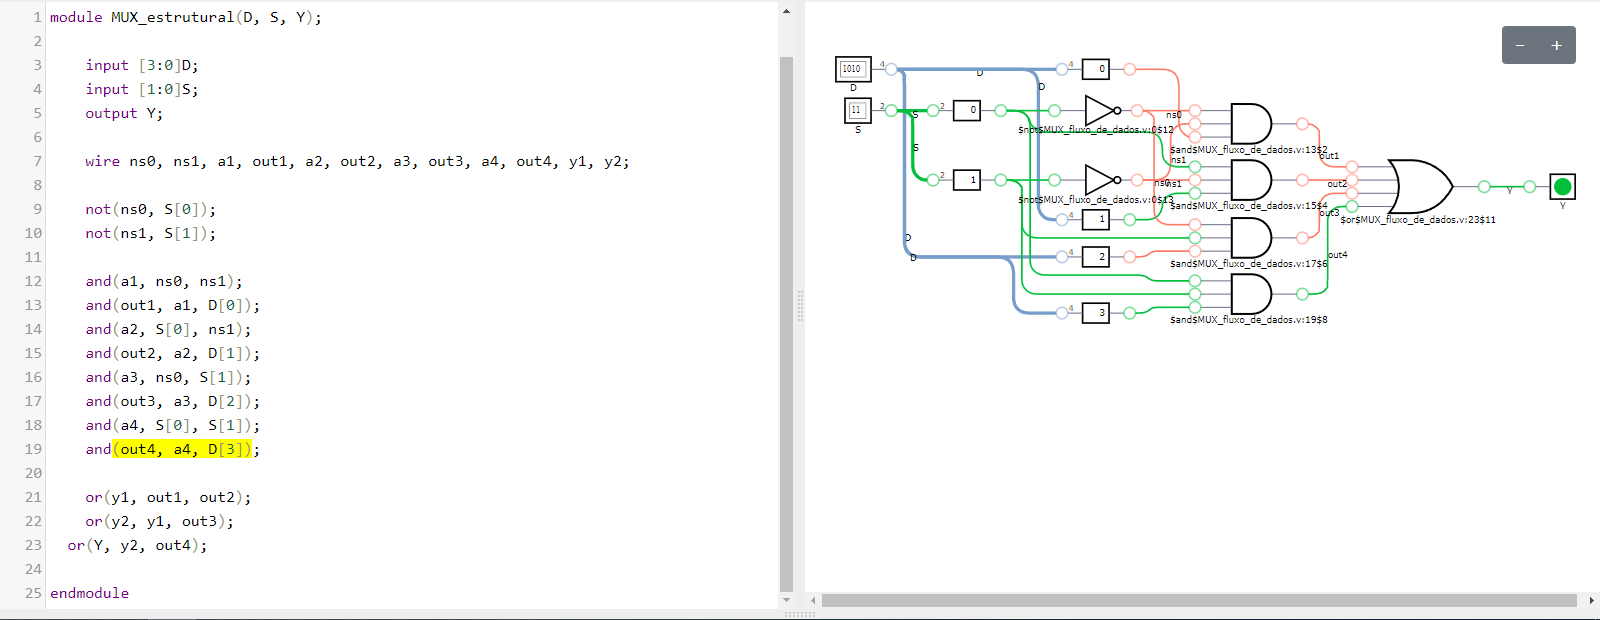 1 module MUX_estrutural(D, S, Y);
2
3 input [3:0]D;
4 input [1:0]S;
5 output Y;
6
7 wire ns0, ns1, a1, out1, a2, out2, a3, out3, a4, out4, y1, y2;
8
9 not(ns0, S[0]);
10 not(ns1, S[1]);
11
12 and(a1, ns0, ns1);
13 and(out1, a1, D[0]);
14 and(a2, S[0], ns1);
15 and(out2, a2, D[1]);
16 and(a3, ns0, S[1]);
17 and(out3, a3, D[2]);
18 and(a4, S[0], S[1]);
19 and(out4, a4, D[3]);
20
21 or(y1, out1, out2);
22 or(y2, y1, out3);
23 or(Y, y2, out4);
24
25 endmodule
− +
1010 4 D 4 0
D
D
11 2 S 2 0 ns0
S
$not$MUX_fluxo_de_dados.v:0$12
S
$and$MUX_fluxo_de_dados.v:13$2
out1
ns1
2 1 ns0 ns1 out2
Y
$not$MUX_fluxo_de_dados.v:0$13
$and$MUX_fluxo_de_dados.v:15$4
Y
4 1
out3
$or$MUX_fluxo_de_dados.v:23$11
D
D 4 2
out4
$and$MUX_fluxo_de_dados.v:17$6
4 3
$and$MUX_fluxo_de_dados.v:19$8